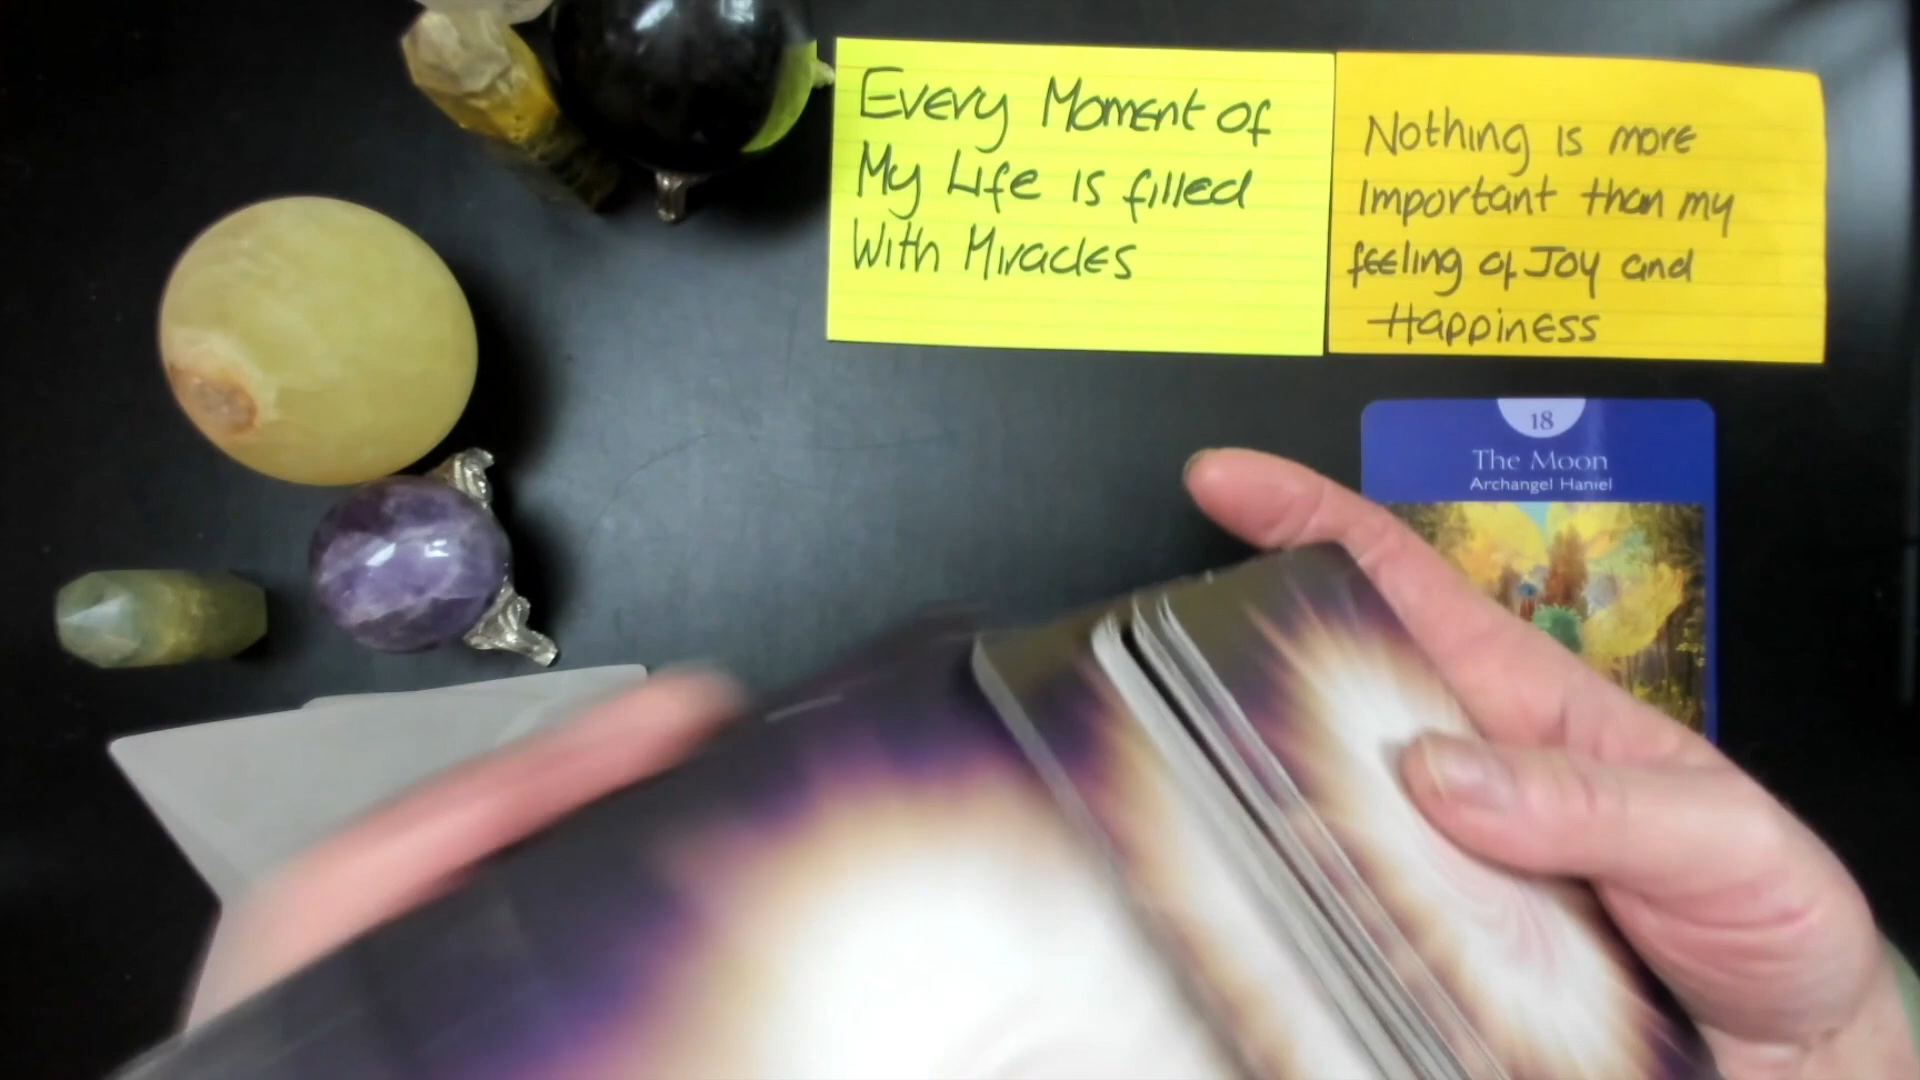 Every Moment of
My Life is filled
With Miracles
Nothing is more
Important than my
feeling of Joy and
Happiness
18
The Moon
Archangel Haniel